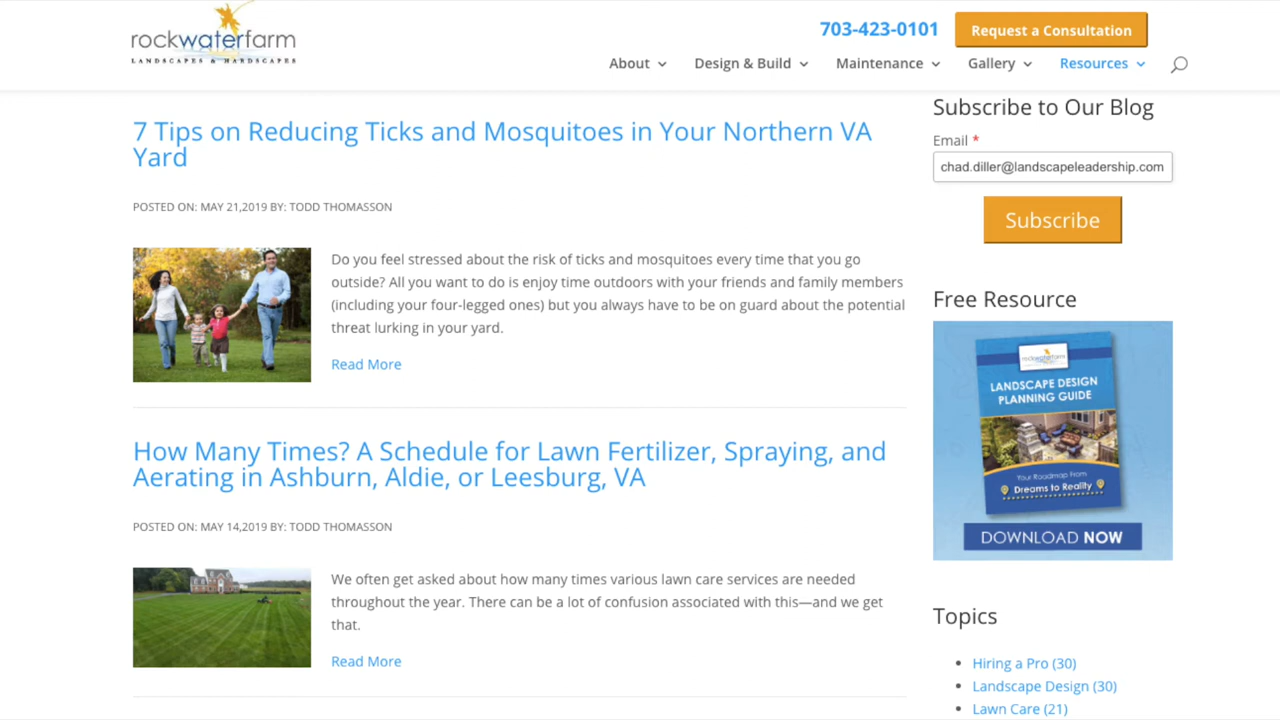 rockwaterfarm
LANDSCAPES & HARDSCAPES
703-423-0101
Request a Consultation
About
Design & Build
Maintenance
Gallery
Resources
7 Tips on Reducing Ticks and Mosquitoes in Your Northern VA
Yard
POSTED ON: MAY 21,2019 BY: TODD THOMASSON
Do you feel stressed about the risk of ticks and mosquitoes every time that you go
outside? All you want to do is enjoy time outdoors with your friends and family members
(including your four-legged ones) but you always have to be on guard about the potential
threat lurking in your yard.
Read More
How Many Times? A Schedule for Lawn Fertilizer, Spraying, and
Aerating in Ashburn, Aldie, or Leesburg, VA
POSTED ON: MAY 14,2019 BY: TODD THOMASSON
We often get asked about how many times various lawn care services are needed
throughout the year. There can be a lot of confusion associated with this—and we get
that.
Read More
Subscribe to Our Blog
Email *
chad.diller@landscapeleadership.com
Subscribe
Free Resource
rockwaterfarm
LANDSCAPE DESIGN
PLANNING GUIDE
Your Roadmap From
Dreams to Reality
DOWNLOAD NOW
Topics
• Hiring a Pro (30)
• Landscape Design (30)
• Lawn Care (21)